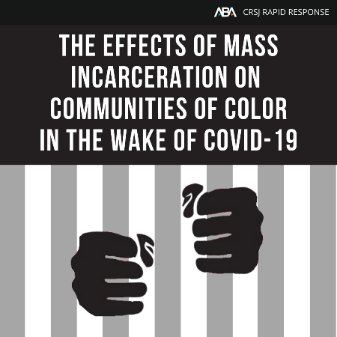 ABA CRSJ RAPID RESPONSE
THE EFFECTS OF MASS
INCARCERATION ON
COMMUNITIES OF COLOR
IN THE WAKE OF COVID-19